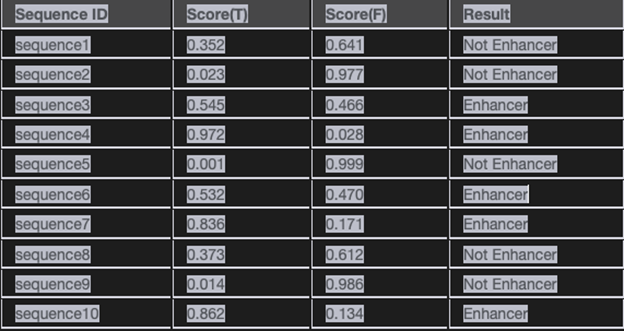 Sequence ID Score(T) Score(F) Result
sequence1 0.352 0.641 Not Enhancer
sequence2 0.023 0.977 Not Enhancer
sequence3 0.545 0.466 Enhancer
sequence4 0.972 0.028 Enhancer
sequence5 0.001 0.999 Not Enhancer
sequence6 0.532 0.470 Enhancer
sequence7 0.836 0.171 Enhancer
sequence8 0.373 0.612 Not Enhancer
sequence9 0.014 0.986 Not Enhancer
sequence10 0.862 0.134 Enhancer